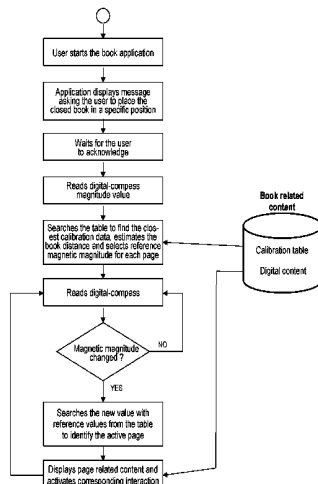 User starts the book application
Application displays message
asking the user to place the
closed book in a specific position
Waits for the user
to acknowledge
Reads digital-compass
magnitude value
Searches the table to find the clos-
est calibration data, estimates the
book distance and selects reference
magnetic magnitude for each page
Book related
content
Calibration table
Digital content
Reads digital-compass
Magnetic magnitude
changed ?
NO
YES
Searches the new value with
reference values from the table
to identify the active page
Displays page related content and
activates corresponding interaction